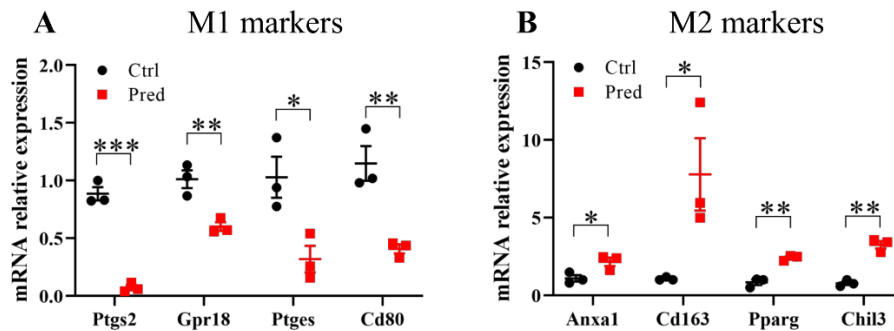 A M1 markers
mRNA relative expression
2.0
1.5
1.0
0.5
0.0
Ctrl
Pred
***
**
*
**
Ptgs2 Gpr18 Ptges Cd80
B M2 markers
mRNA relative expression
15
10
5
0
Ctrl
Pred
*
*
**
**
Anxa1 Cd163 Pparg Chil3